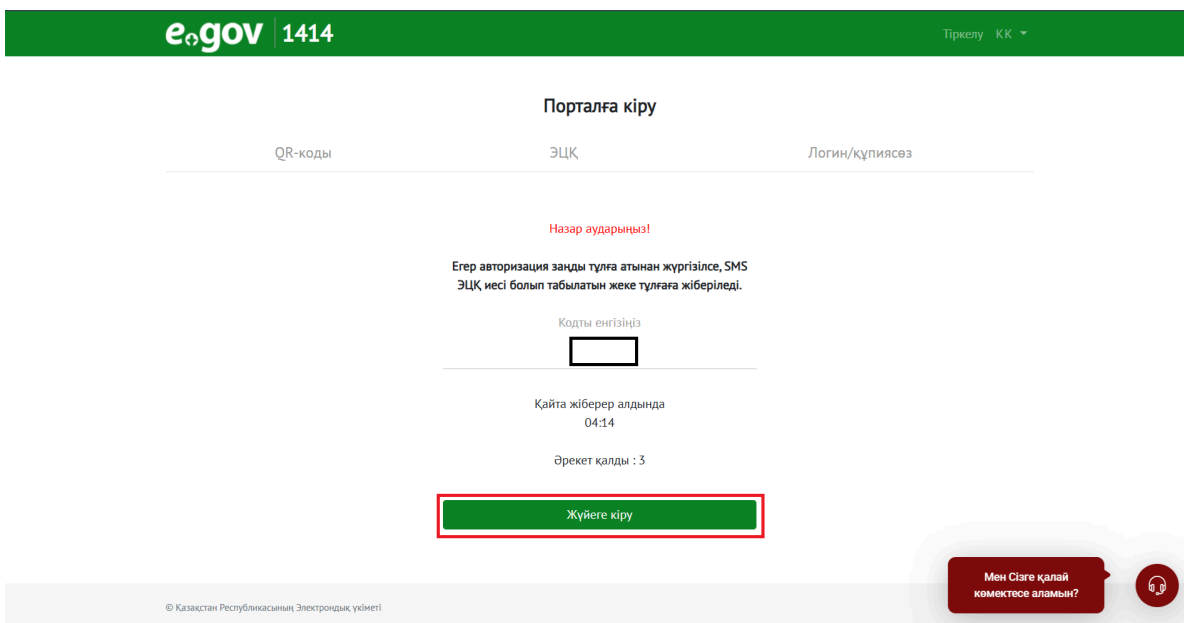 e.gov 1414
Тіркелу KK
Порталға кіру
QR-коды ЭЦҚ Логин/құпиясөз
Назар аударыңыз!
Егер авторизация заңды тұлға атынан жүргізілсе, SMS
ЭЦҚ иесі болып табылатын жеке тұлғаға жіберіледі.
Кодты енгізіңіз
Қайта жіберер алдында
04:14
Әрекет қалды : 3
Жүйеге кіру
Мен Сізге қалай
көмектесе аламын?
© Қазақстан Республикасының Электрондық үкіметі